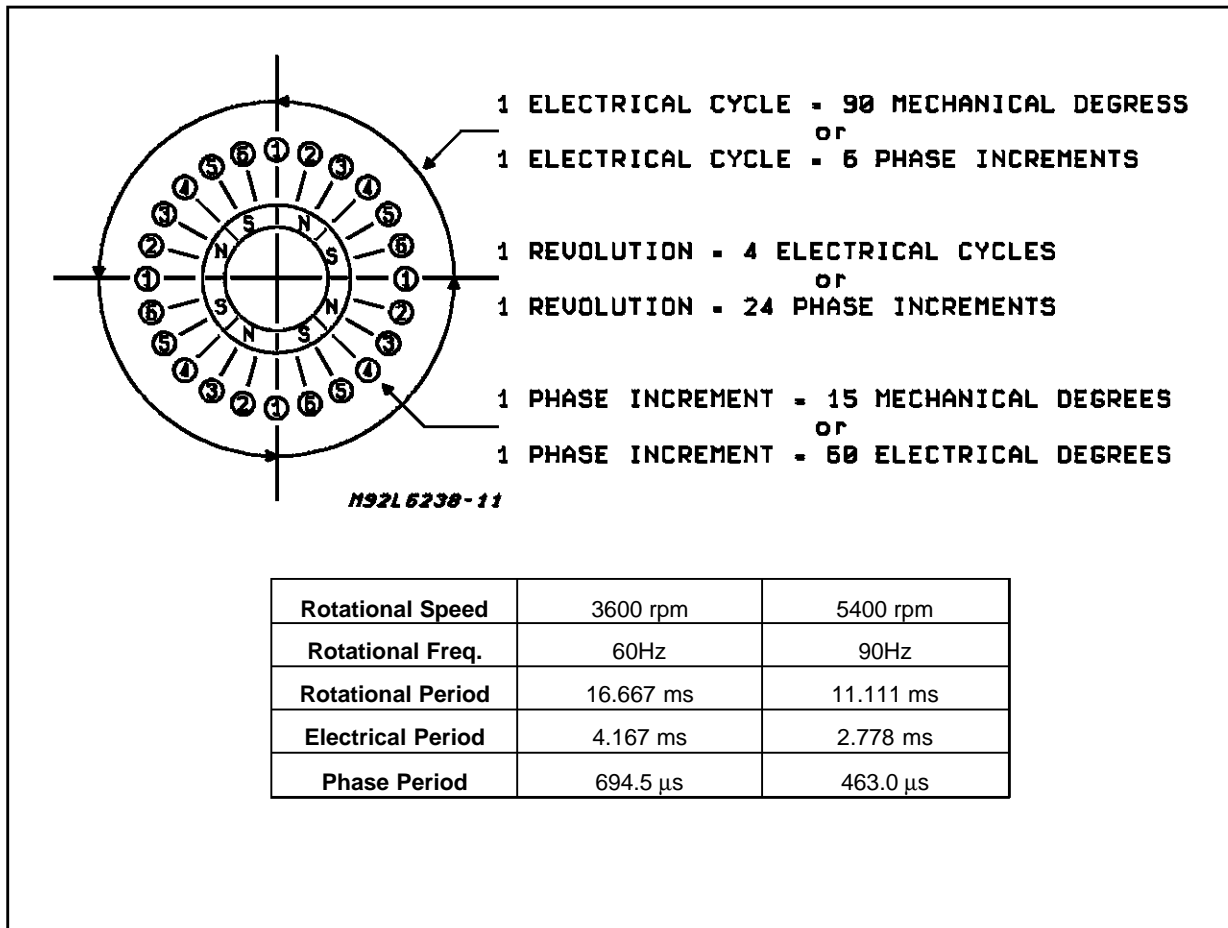 1 ELECTRICAL CYCLE = 90 MECHANICAL DEGRESS
or
1 ELECTRICAL CYCLE = 6 PHASE INCREMENTS
6 1 2
5 3
4 4
3 5
S N
2 N S 6
1 1
6 S N 2
5 N S 3
4 4
3 5
2 1 6
1 REVOLUTION = 4 ELECTRICAL CYCLES
or
1 REVOLUTION = 24 PHASE INCREMENTS
1 PHASE INCREMENT = 15 MECHANICAL DEGREES
or
1 PHASE INCREMENT = 60 ELECTRICAL DEGREES
M92L6238-11
Rotational Speed 3600 rpm 5400 rpm
Rotational Freq. 60Hz 90Hz
Rotational Period 16.667 ms 11.111 ms
Electrical Period 4.167 ms 2.778 ms
Phase Period 694.5 μs 463.0 μs